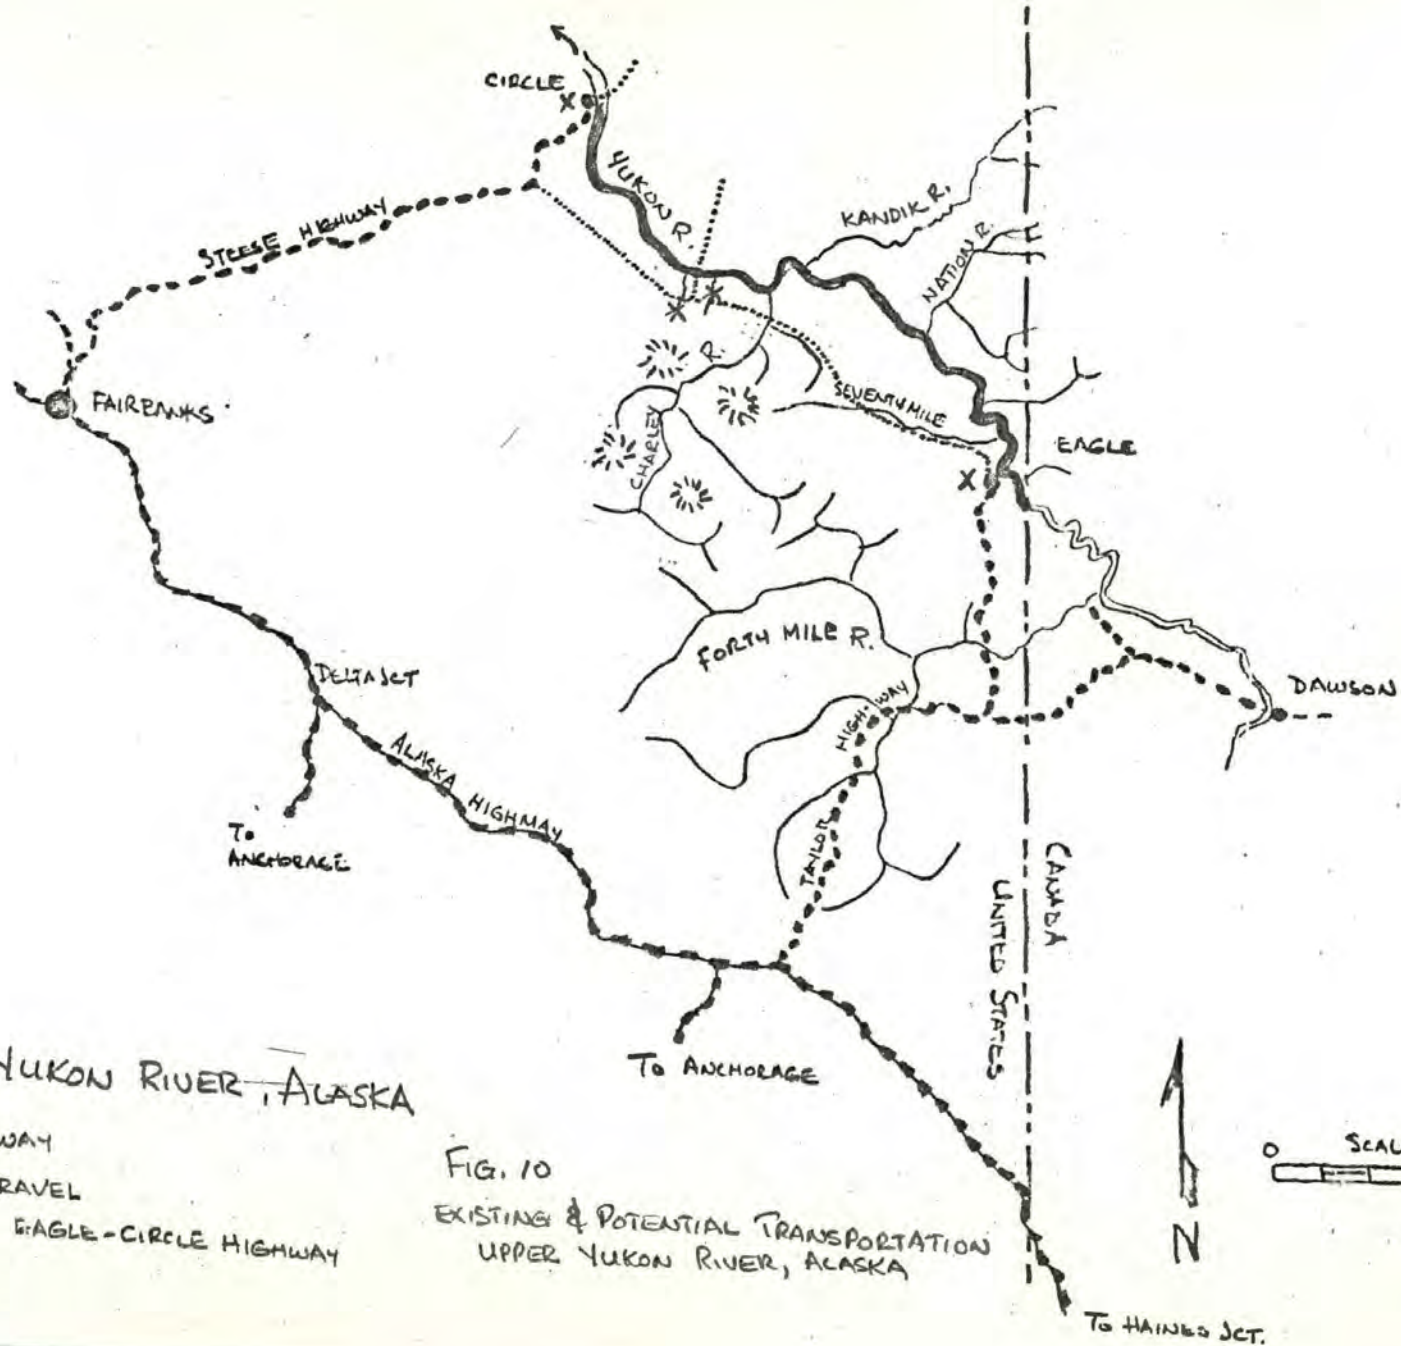 CIRCLE
YUKON R.
KANDIK R.
NATION R.
STEESE HIGHWAY
FAIRBANKS
R.
CHARLEY
SEVENTYMILE
EAGLE
FORTY MILE R.
DAWSON
DELTA JCT
HIGH-WAY
TAYLOR
ALASKA HIGHWAY
TO
ANCHORAGE
CANADA
UNITED STATES
TO ANCHORAGE
YUKON RIVER, ALASKA
WAY
RAVEL
EAGLE-CIRCLE HIGHWAY
FIG. 10
EXISTING & POTENTIAL TRANSPORTATION
UPPER YUKON RIVER, ALASKA
N
0 SCAL
TO HAINES JCT.